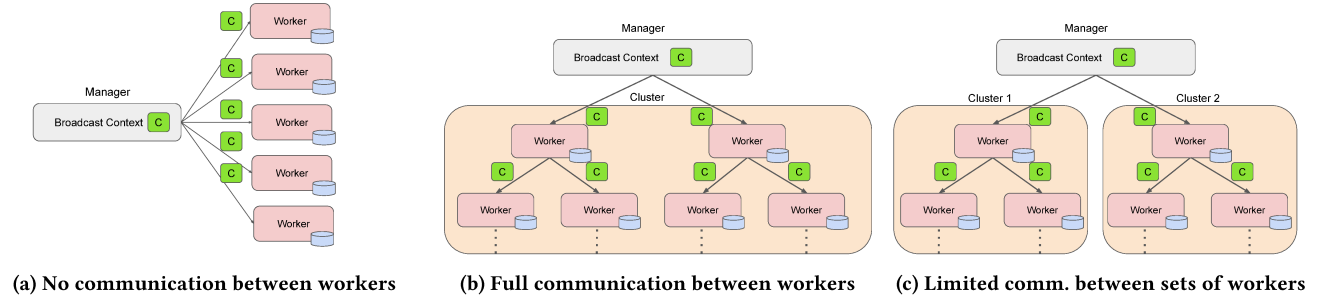 Manager
Broadcast Context C
C Worker
C Worker
C Worker
C Worker
C Worker
(a) No communication between workers
Manager
Broadcast Context C
Cluster
C C
Worker Worker
C C C C
Worker Worker Worker Worker
(b) Full communication between workers
Manager
Broadcast Context C
Cluster 1 Cluster 2
C C
Worker Worker
C C C C
Worker Worker Worker Worker
(c) Limited comm. between sets of workers